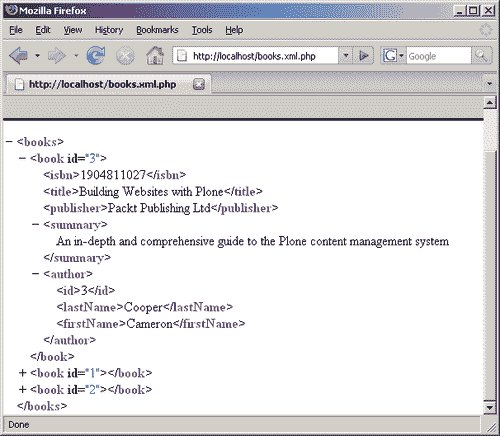 Mozilla Firefox
File Edit View History Bookmarks Tools Help
http://localhost/books.xml.php
G Google
http://localhost/books.xml.php
− <books>
− <book id="3">
<isbn>1904811027</isbn>
<title>Building Websites with Plone</title>
<publisher>Packt Publishing Ltd</publisher>
− <summary>
An in-depth and comprehensive guide to the Plone content management system
</summary>
− <author>
<id>3</id>
<lastName>Cooper</lastName>
<firstName>Cameron</firstName>
</author>
</book>
+ <book id="1"></book>
+ <book id="2"></book>
</books>
Done